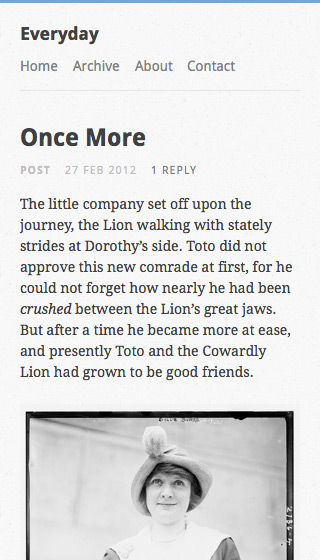 Everyday
Home Archive About Contact
Once More
POST 27 FEB 2012 1 REPLY
The little company set off upon the
journey, the Lion walking with stately
strides at Dorothy’s side. Toto did not
approve this new comrade at first, for he
could not forget how nearly he had been
crushed between the Lion’s great jaws.
But after a time he became more at ease,
and presently Toto and the Cowardly
Lion had grown to be good friends.